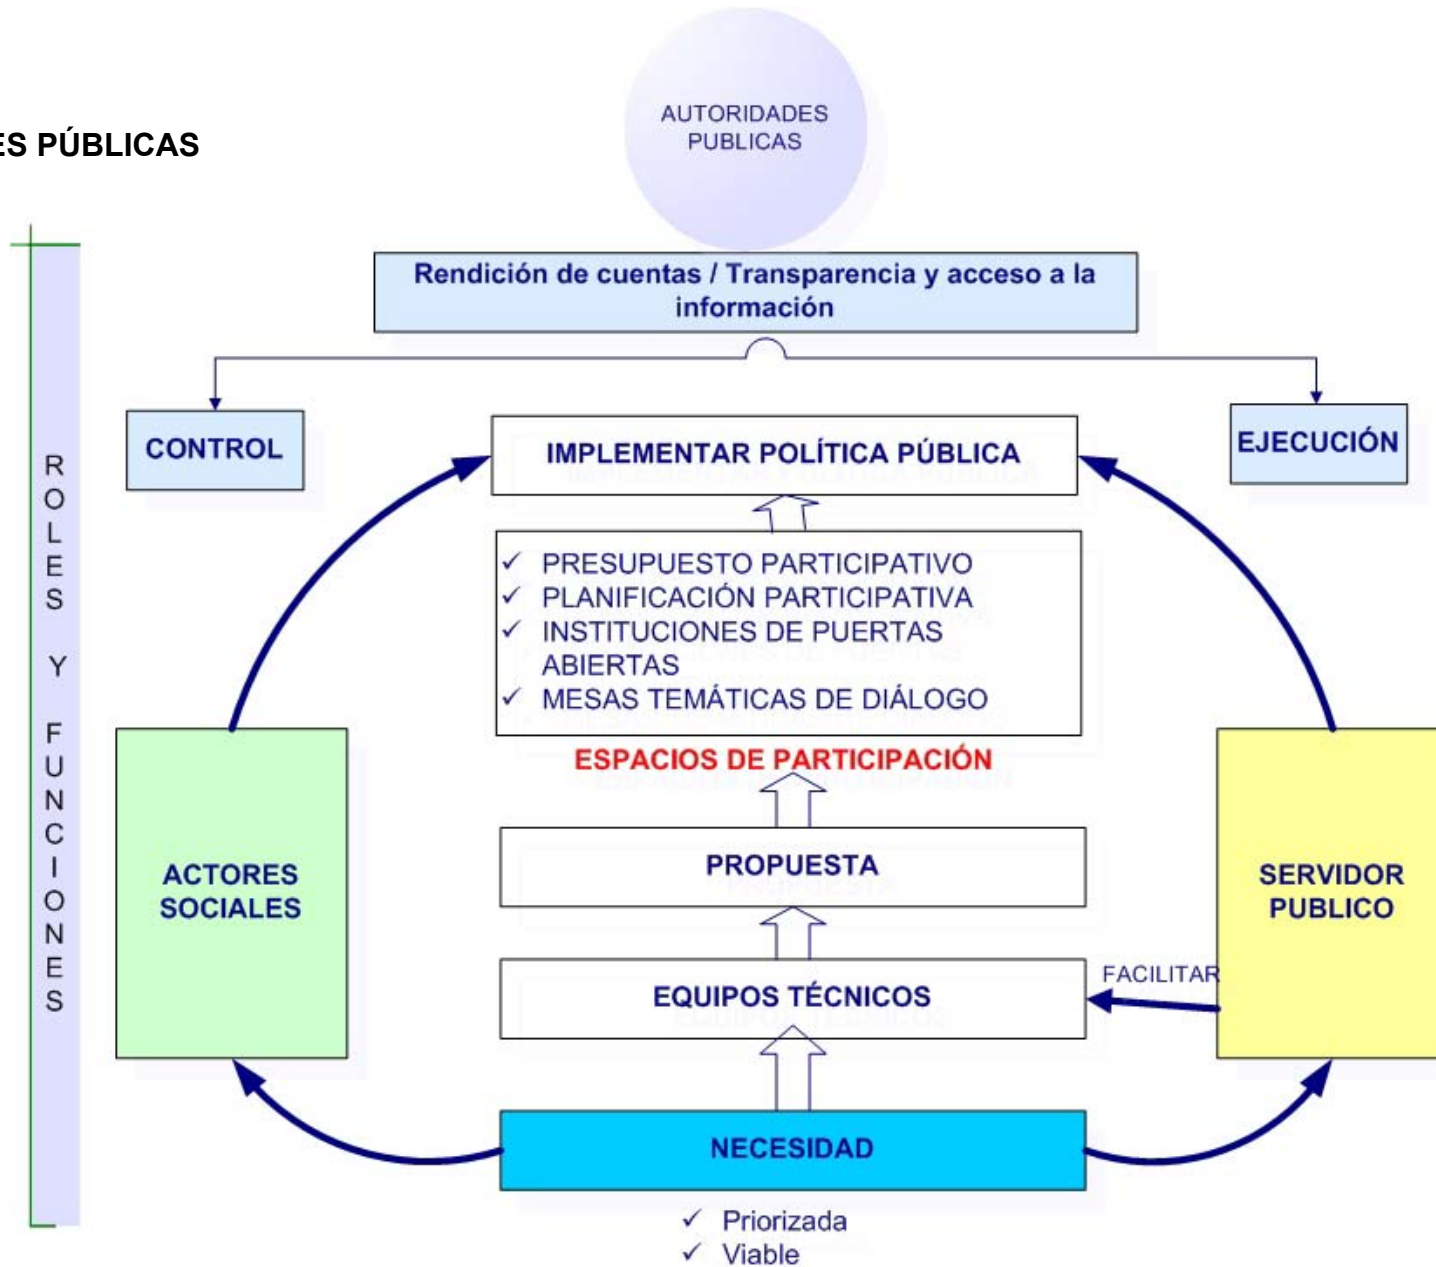 AUTORIDADES
PUBLICAS
ES PÚBLICAS
Rendición de cuentas / Transparencia y acceso a la
información
CONTROL
IMPLEMENTAR POLÍTICA PÚBLICA
EJECUCIÓN
ROLES Y FUNCIONES
✓ PRESUPUESTO PARTICIPATIVO
✓ PLANIFICACIÓN PARTICIPATIVA
✓ INSTITUCIONES DE PUERTAS
ABIERTAS
✓ MESAS TEMÁTICAS DE DIÁLOGO
ESPACIOS DE PARTICIPACIÓN
ACTORES
SOCIALES
PROPUESTA
SERVIDOR
PUBLICO
FACILITAR
EQUIPOS TÉCNICOS
NECESIDAD
✓ Priorizada
✓ Viable